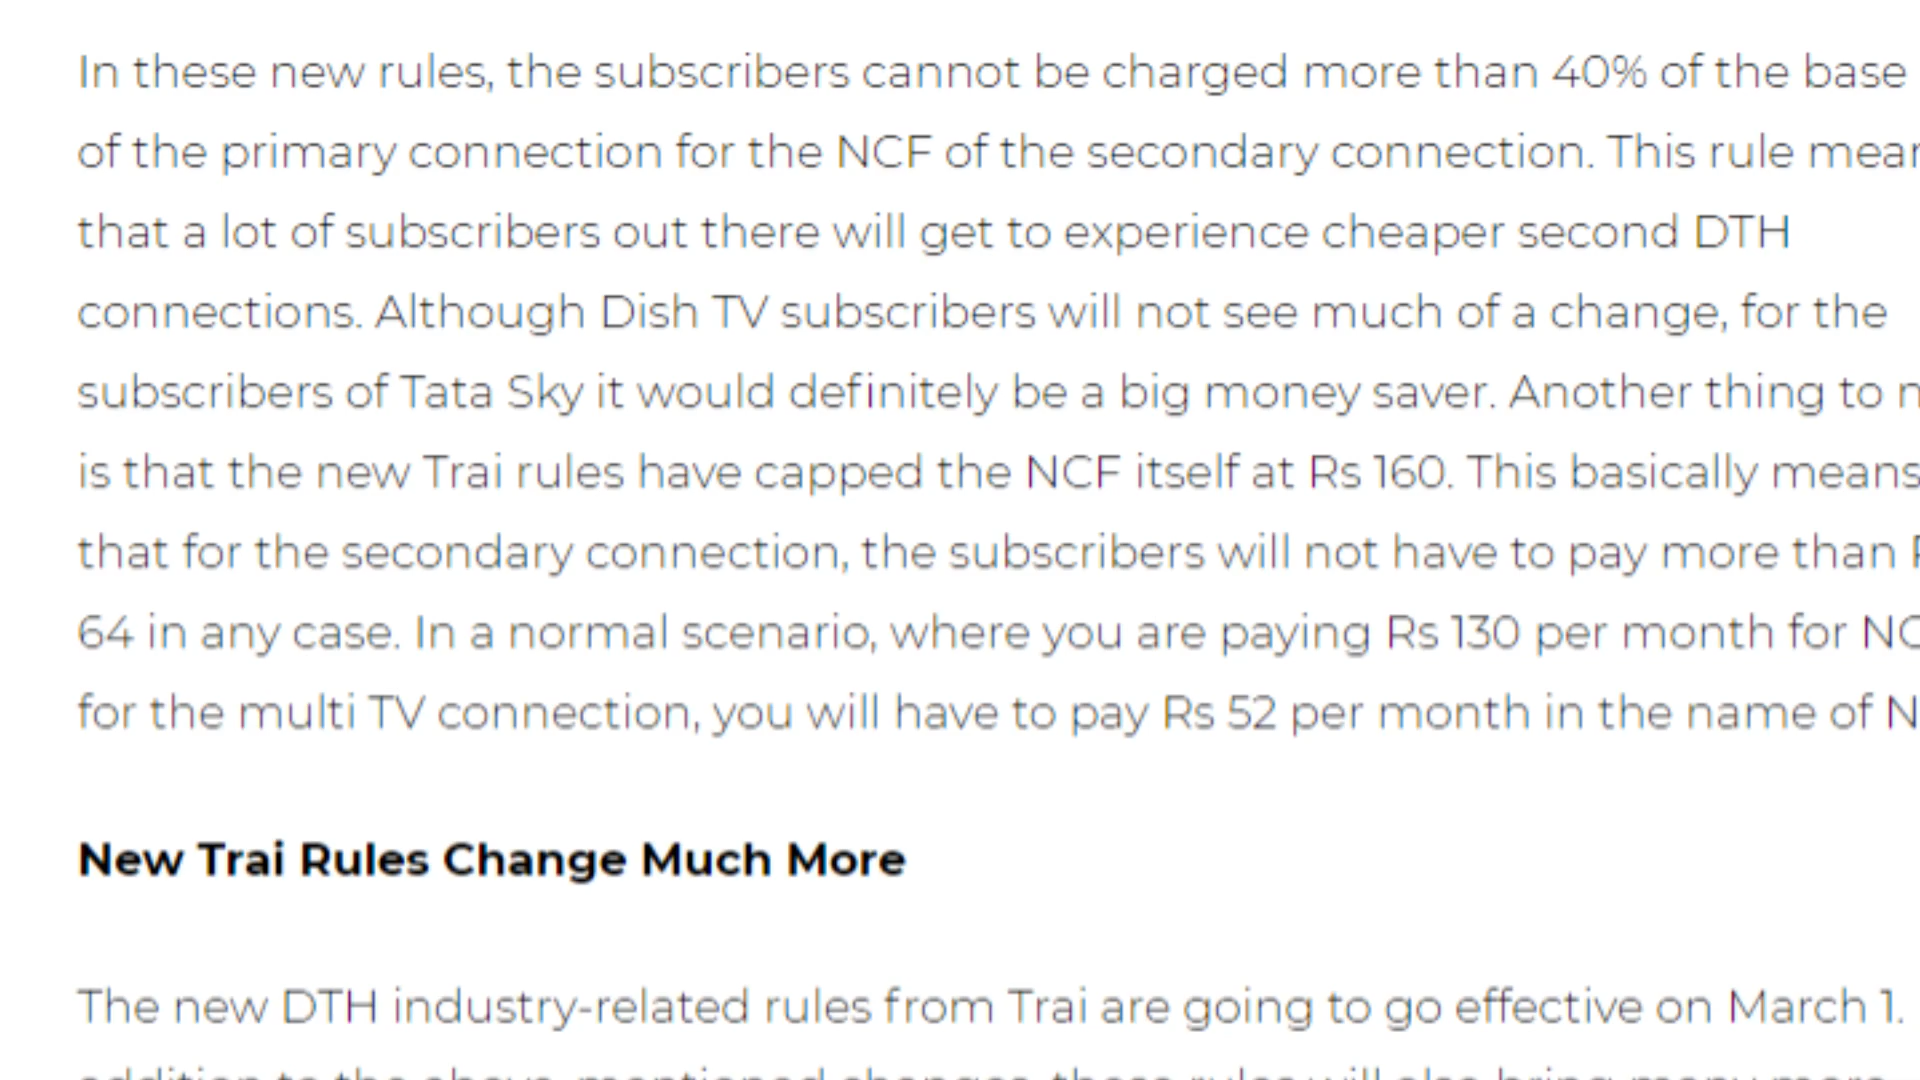 In these new rules, the subscribers cannot be charged more than 40% of the base
of the primary connection for the NCF of the secondary connection. This rule
that a lot of subscribers out there will get to experience cheaper second DTH
connections. Although Dish TV subscribers will not see much of a change, for the
subscribers of Tata Sky it would definitely be a big money saver. Another thing to
is that the new Trai rules have capped the NCF itself at Rs 160. This basically means
that for the secondary connection, the subscribers will not have to pay more than
64 in any case. In a normal scenario, where you are paying Rs 130 per month for
for the multi TV connection, you will have to pay Rs 52 per month in the name of
New Trai Rules Change Much More
The new DTH industry-related rules from Trai are going to go effective on March 1.